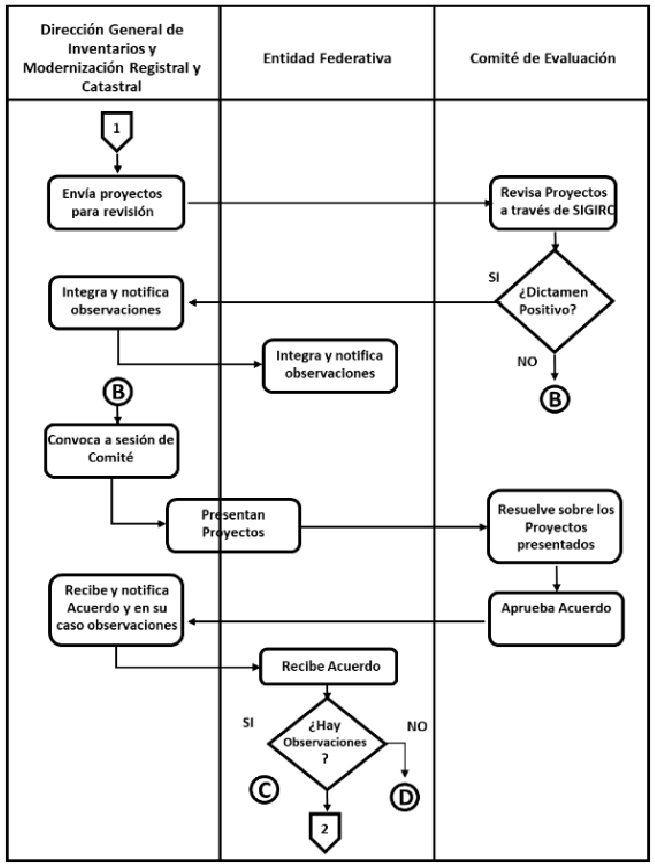 Dirección General de
Inventarios y
Modernización Registral y
Catastral
Entidad Federativa
Comité de Evaluación
1
Envía proyectos
para revisión
Revisa Proyectos
a través de SIGIRC
SI
¿Dictamen
Positivo?
NO
B
Integra y notifica
observaciones
Integra y notifica
observaciones
B
Convoca a sesión de
Comité
Presentan
Proyectos
Resuelve sobre los
Proyectos
presentados
Aprueba Acuerdo
Recibe y notifica
Acuerdo y en su
caso observaciones
Recibe Acuerdo
SI
¿Hay
Observaciones
?
NO
C
D
2